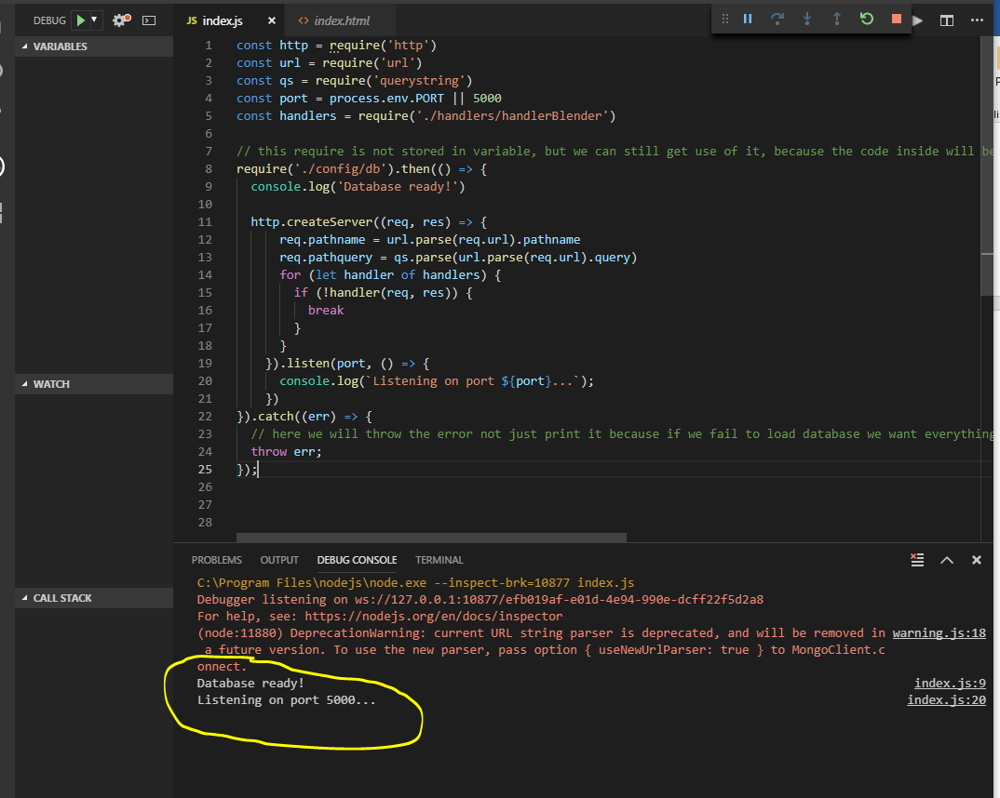 DEBUG
JS index.js ×
<> index.html
VARIABLES
WATCH
CALL STACK
1 const http = require('http')
2 const url = require('url')
3 const qs = require('querystring')
4 const port = process.env.PORT || 5000
5 const handlers = require('./handlers/handlerBlender')
6
7 // this require is not stored in variable, but we can still get use of it, because the code inside will be
8 require('./config/db').then(() => {
9 console.log('Database ready!')
10
11 http.createServer((req, res) => {
12 req.pathname = url.parse(req.url).pathname
13 req.pathquery = qs.parse(url.parse(req.url).query)
14 for (let handler of handlers) {
15 if (!handler(req, res)) {
16 break
17 }
18 }
19 }).listen(port, () => {
20 console.log(`Listening on port ${port}...`);
21 })
22 }).catch((err) => {
23 // here we will throw the error not just print it because if we fail to load database we want everything
24 throw err;
25 });
26
27
28
PROBLEMS OUTPUT DEBUG CONSOLE TERMINAL
C:\Program Files\nodejs\node.exe --inspect-brk=10877 index.js
Debugger listening on ws://127.0.0.1:10877/efb019af-e01d-4e94-990e-dcff22f5d2a8
For help, see: https://nodejs.org/en/docs/inspector
(node:11880) DeprecationWarning: current URL string parser is deprecated, and will be removed in warning.js:18
a future version. To use the new parser, pass option { useNewUrlParser: true } to MongoClient.c
onnect.
Database ready! index.js:9
Listening on port 5000... index.js:20